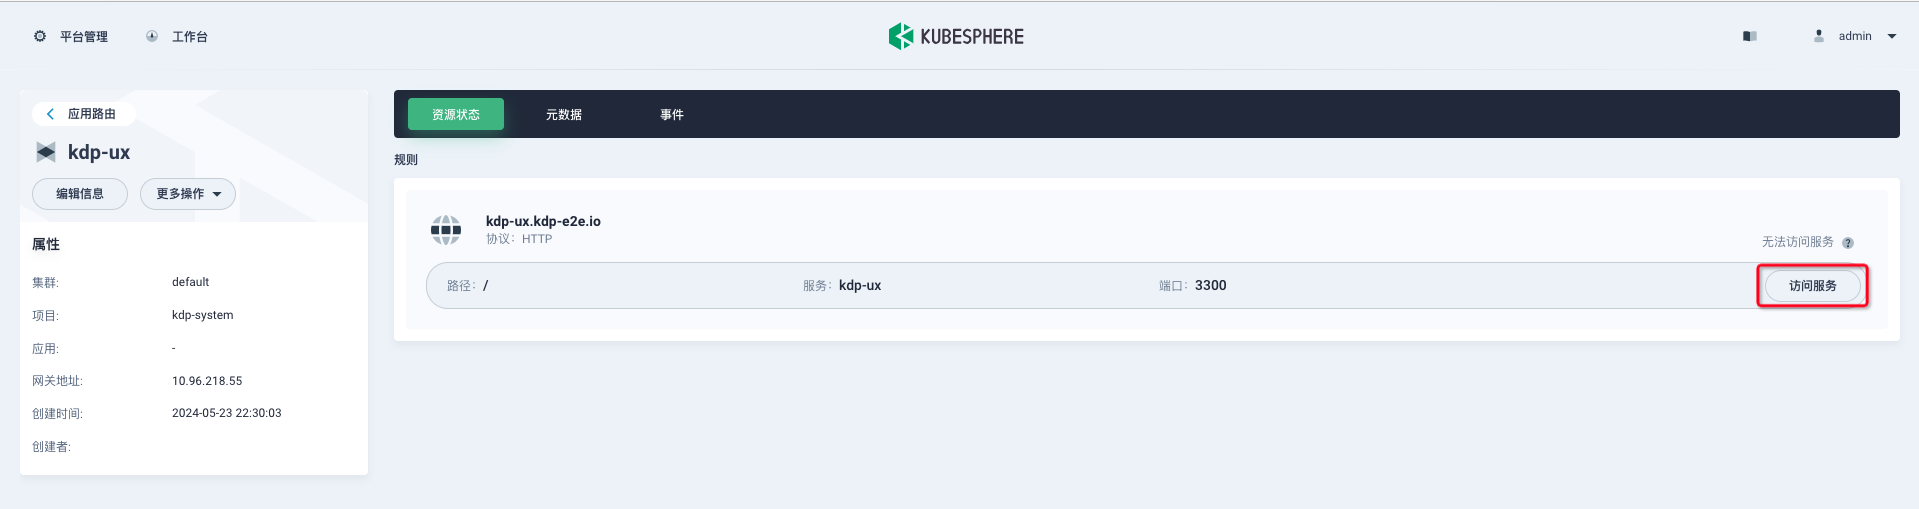 平台管理
工作台
KUBESPHERE
admin
应用路由
kdp-ux
编辑信息
更多操作
属性
集群: default
项目: kdp-system
应用: -
网关地址: 10.96.218.55
创建时间: 2024-05-23 22:30:03
创建者:
资源状态
元数据
事件
规则
kdp-ux.kdp-e2e.io
协议: HTTP
无法访问服务 ?
路径: /
服务: kdp-ux
端口: 3300
访问服务